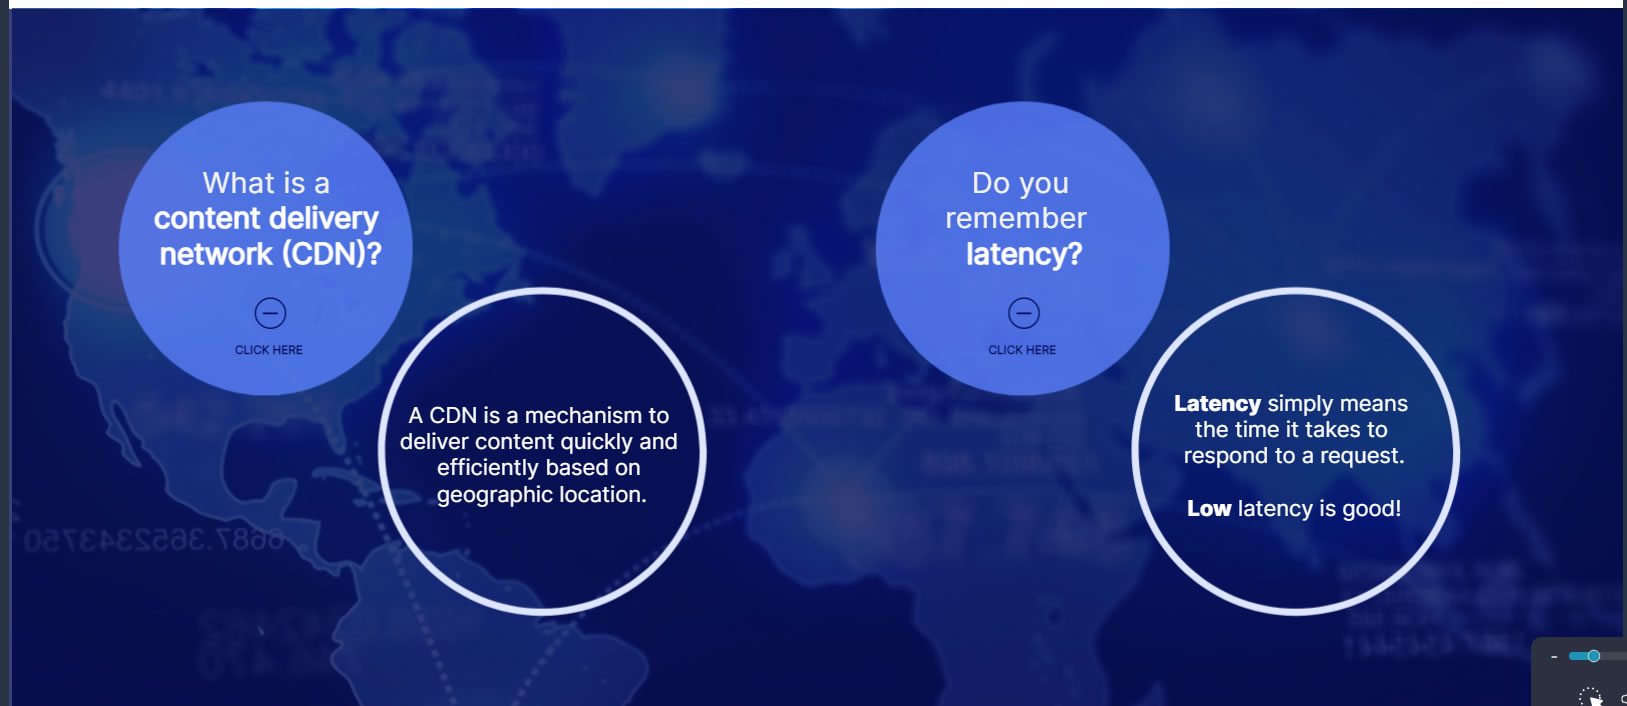 What is a
content delivery
network (CDN)?
CLICK HERE
A CDN is a mechanism to
deliver content quickly and
efficiently based on
geographic location.
Do you
remember
latency?
CLICK HERE
Latency simply means
the time it takes to
respond to a request.
Low latency is good!